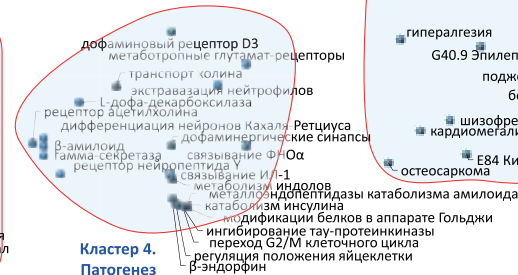 дофаминовый рецептор D3
метаботропные глутамат-рецепторы
транспорт холина
экстравазация нейтрофилов
L-дофа-декарбоксилаза
рецептор ацетилхолина
дифференциация нейронов Кахаля-Ретциуса
дофаминергические синапсы
β-амилоид
гамма-секретаза
связывание ФНОα
рецептор нейропептида Y
связывание ИЛ-1
метаболизм индолов
металлоэндопептидазы катаболизма амилоида
катаболизм инсулина
модификации белков в аппарате Гольджи
ингибирование тау-протеинкиназы
переход G2/M клеточного цикла
регуляция положения яйцеклетки
β-эндорфин
Кластер 4.
Патогенез
гипералгезия
G40.9 Эпилеп
подж
бо
шизофре
кардиомегали
E84 Ки
остеосаркома